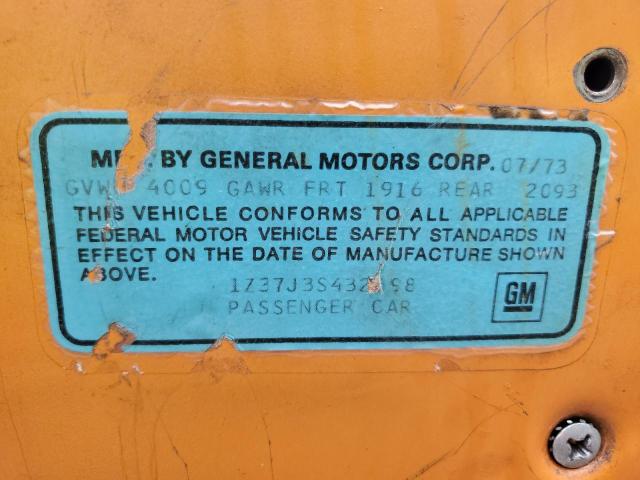 MFD. BY GENERAL MOTORS CORP. 07/73
4009 GAWR FRT 1916 REAR 2093
THIS VEHICLE CONFORMS TO ALL APPLICABLE
FEDERAL MOTOR VEHICLE SAFETY STANDARDS IN
EFFECT ON THE DATE OF MANUFACTURE SHOWN
ABOVE.
PASSENGER CAR
GM